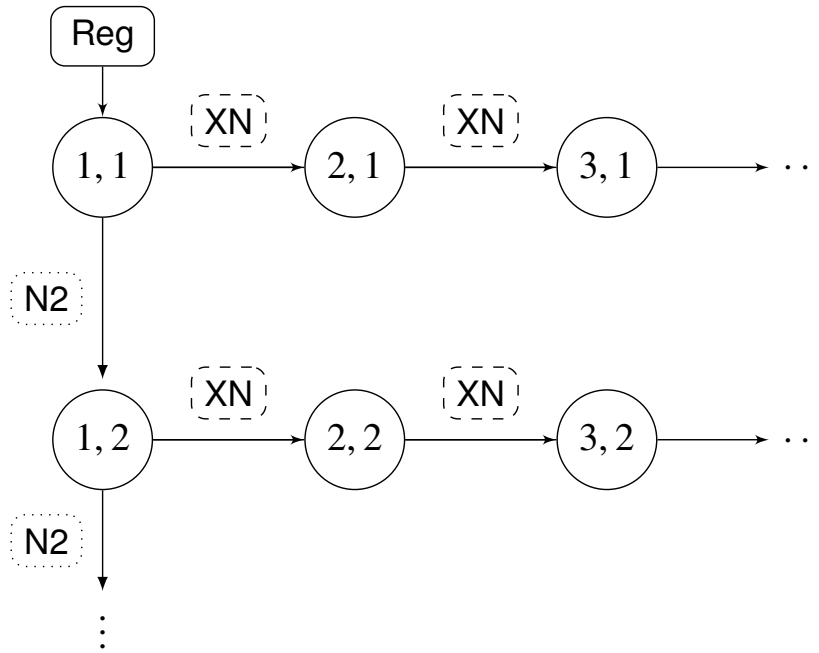 Reg
XN XN
1, 1 2, 1 3, 1 ··
N2
XN XN
1, 2 2, 2 3, 2 ··
N2
⋮